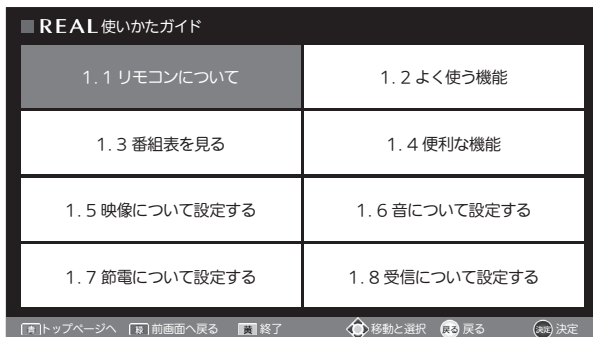 ■REAL使いかたガイド
1.1 リモコンについて
1.2 よく使う機能
1.3 番組表を見る
1.4 便利な機能
1.5 映像について設定する
1.6 音について設定する
1.7 節電について設定する
1.8 受信について設定する
青 トップページへ 緑 前画面へ戻る 黄 終了 移動と選択 戻る 戻る 決定 決定